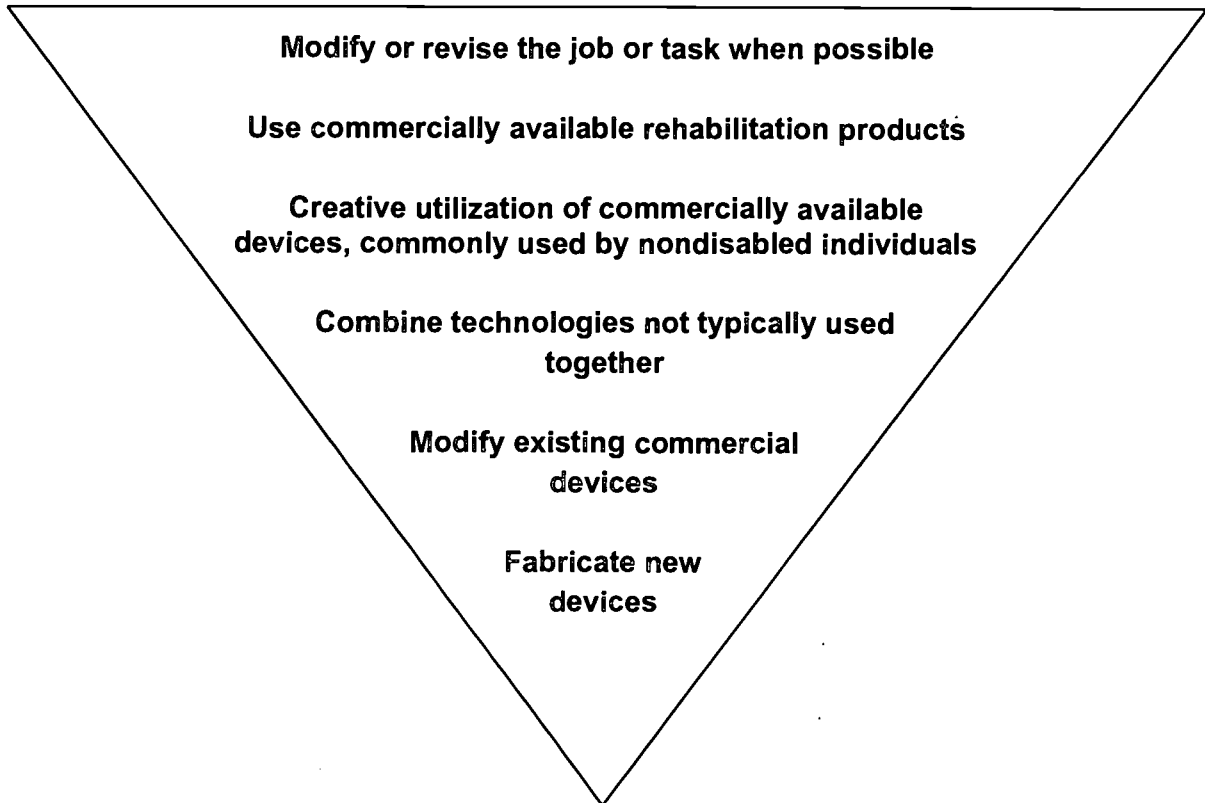 Modify or revise the job or task when possible
Use commercially available rehabilitation products
Creative utilization of commercially available
devices, commonly used by nondisabled individuals
Combine technologies not typically used
together
Modify existing commercial
devices
Fabricate new
devices